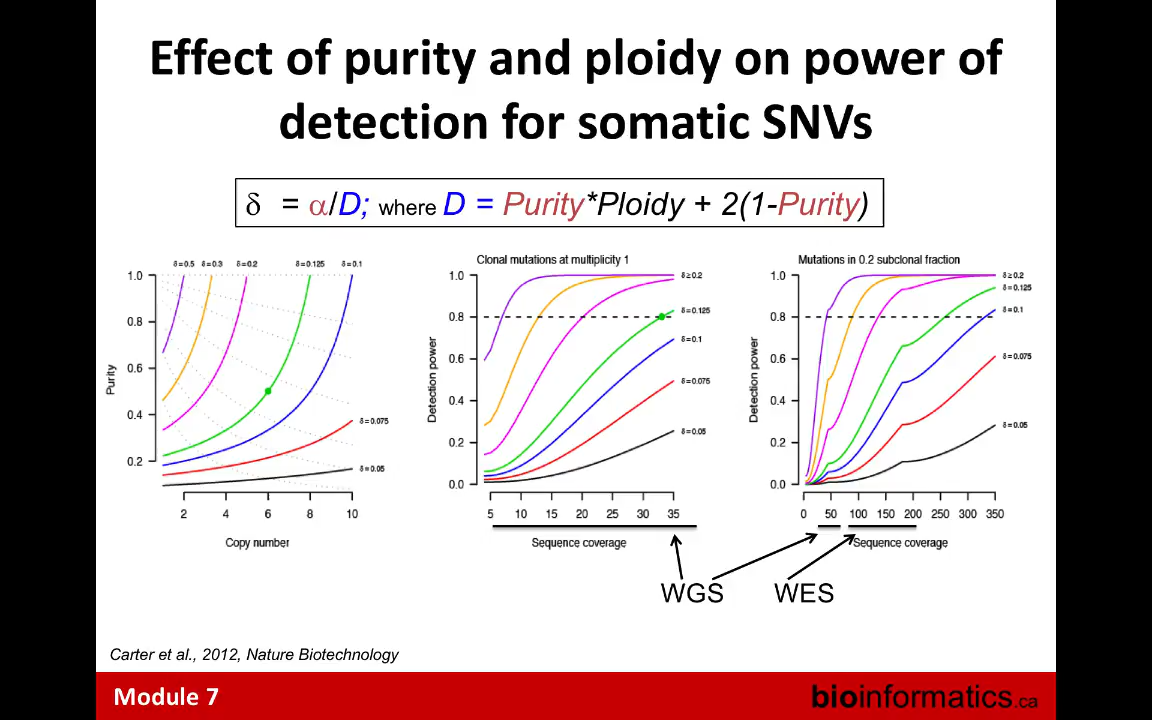 Effect of purity and ploidy on power of
detection for somatic SNVs
δ = α/D; where D = Purity*Ploidy + 2(1-Purity)
δ=0.5 δ=0.3 δ=0.2 δ=0.125 δ=0.1
1.0
0.8
0.6
0.4
0.2
Purity
δ=0.075
δ=0.05
2 4 6 8 10
Copy number
Clonal mutations at multiplicity 1
1.0
0.8
0.6
0.4
0.2
0.0
Detection power
δ≥0.2
δ=0.125
δ=0.1
δ=0.075
δ=0.05
5 10 15 20 25 30 35
Sequence coverage
Mutations in 0.2 subclonal fraction
1.0
0.8
0.6
0.4
0.2
0.0
Detection power
δ≥0.2
δ=0.125
δ=0.1
δ=0.075
δ=0.05
0 50 100 150 200 250 300 350
Sequence coverage
WGS WES
Carter et al., 2012, Nature Biotechnology
Module 7
bioinformatics.ca